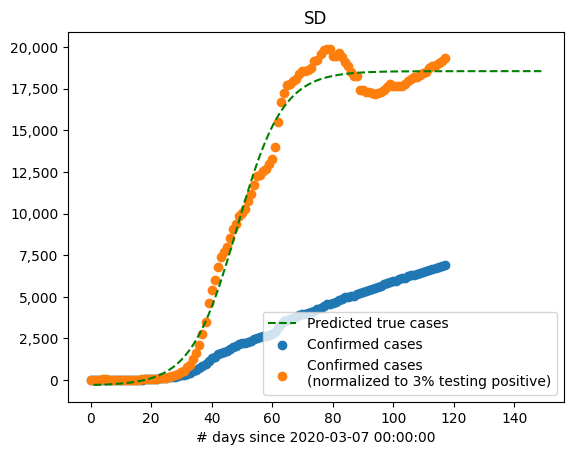 SD
20,000
17,500
15,000
12,500
10,000
7,500
5,000
2,500
0
Predicted true cases
Confirmed cases
Confirmed cases
(normalized to 3% testing positive)
0 20 40 60 80 100 120 140
# days since 2020-03-07 00:00:00